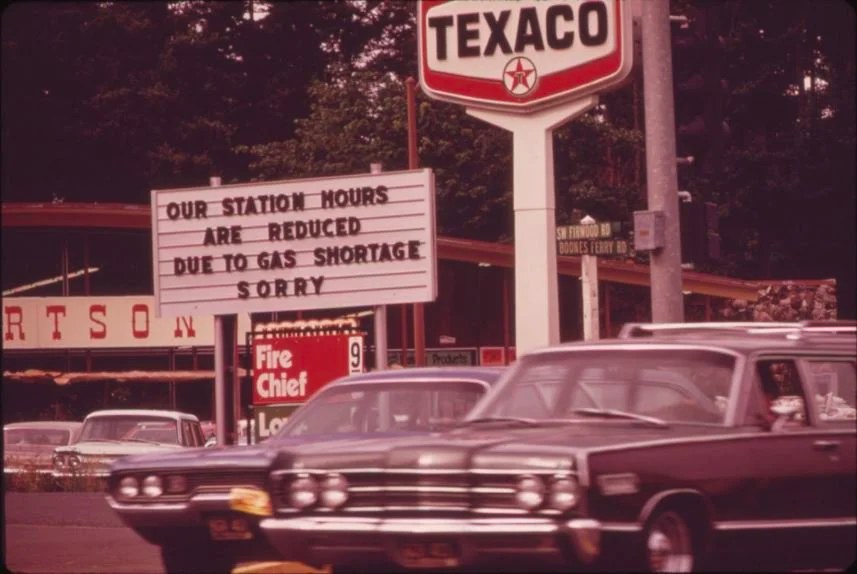 TEXACO
T
OUR STATION HOURS
ARE REDUCED
DUE TO GAS SHORTAGE
SORRY
SW FIRWOOD RD
BOONES FERRY RD
RTSON
Fire
Chief
9
Products